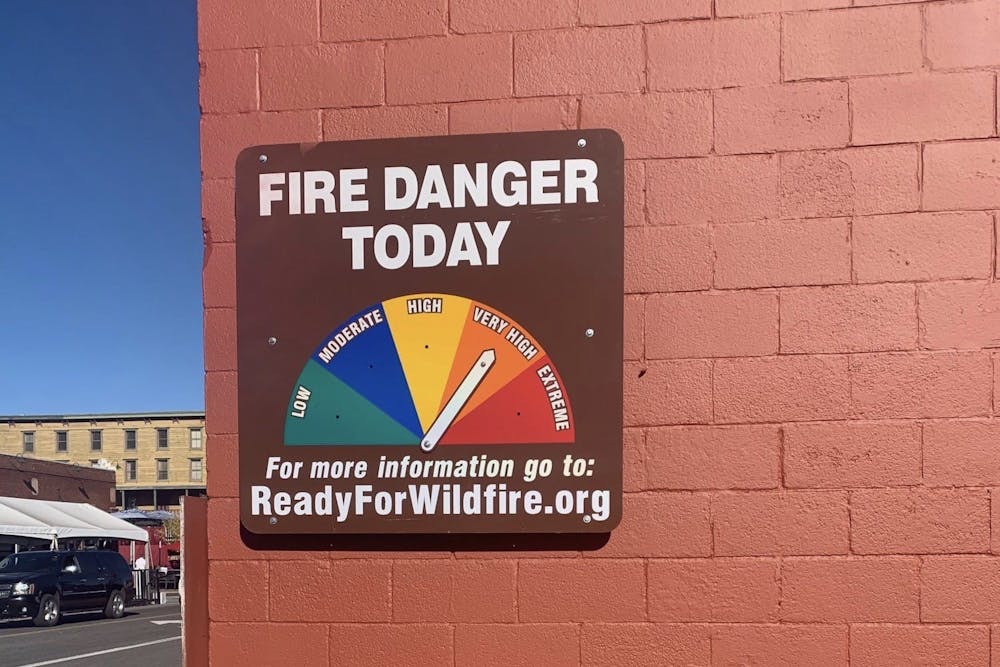 FIRE DANGER
TODAY
LOW
MODERATE
HIGH
VERY HIGH
EXTREME
For more information go to:
ReadyForWildfire.org